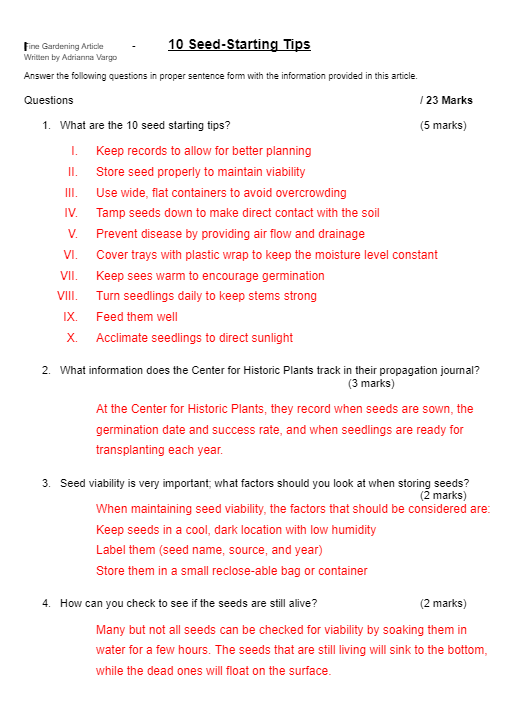 Fine Gardening Article - 10 Seed-Starting Tips
Written by Adrianna Vargo
Answer the following questions in proper sentence form with the information provided in this article.
Questions / 23 Marks
1. What are the 10 seed starting tips? (5 marks)
I. Keep records to allow for better planning
II. Store seed properly to maintain viability
III. Use wide, flat containers to avoid overcrowding
IV. Tamp seeds down to make direct contact with the soil
V. Prevent disease by providing air flow and drainage
VI. Cover trays with plastic wrap to keep the moisture level constant
VII. Keep sees warm to encourage germination
VIII. Turn seedlings daily to keep stems strong
IX. Feed them well
X. Acclimate seedlings to direct sunlight
2. What information does the Center for Historic Plants track in their propagation journal?
(3 marks)
At the Center for Historic Plants, they record when seeds are sown, the
germination date and success rate, and when seedlings are ready for
transplanting each year.
3. Seed viability is very important; what factors should you look at when storing seeds?
(2 marks)
When maintaining seed viability, the factors that should be considered are:
Keep seeds in a cool, dark location with low humidity
Label them (seed name, source, and year)
Store them in a small reclose-able bag or container
4. How can you check to see if the seeds are still alive? (2 marks)
Many but not all seeds can be checked for viability by soaking them in
water for a few hours. The seeds that are still living will sink to the bottom,
while the dead ones will float on the surface.